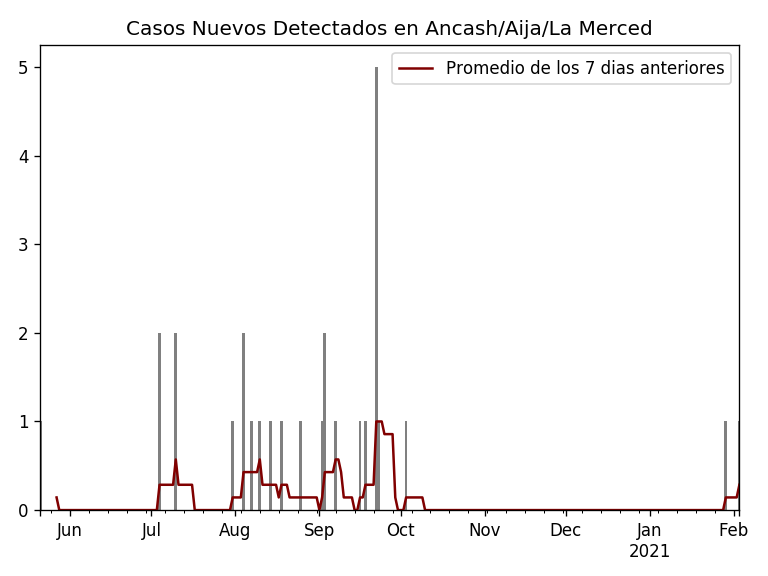 Casos Nuevos Detectados en Ancash/Aija/La Merced
Promedio de los 7 dias anteriores
5
4
3
2
1
0
Jun Jul Aug Sep Oct Nov Dec Jan Feb
2021